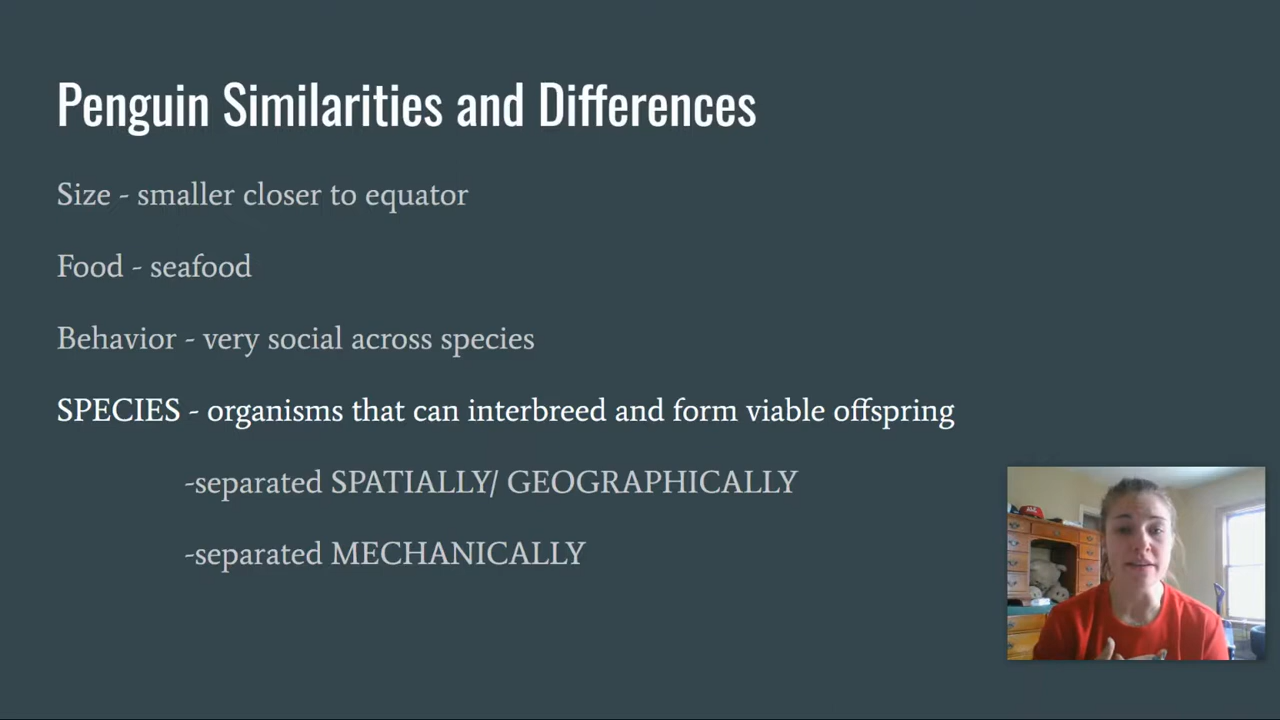 Penguin Similarities and Differences
Size - smaller closer to equator
Food - seafood
Behavior - very social across species
SPECIES - organisms that can interbreed and form viable offspring
-separated SPATIALLY/ GEOGRAPHICALLY
-separated MECHANICALLY